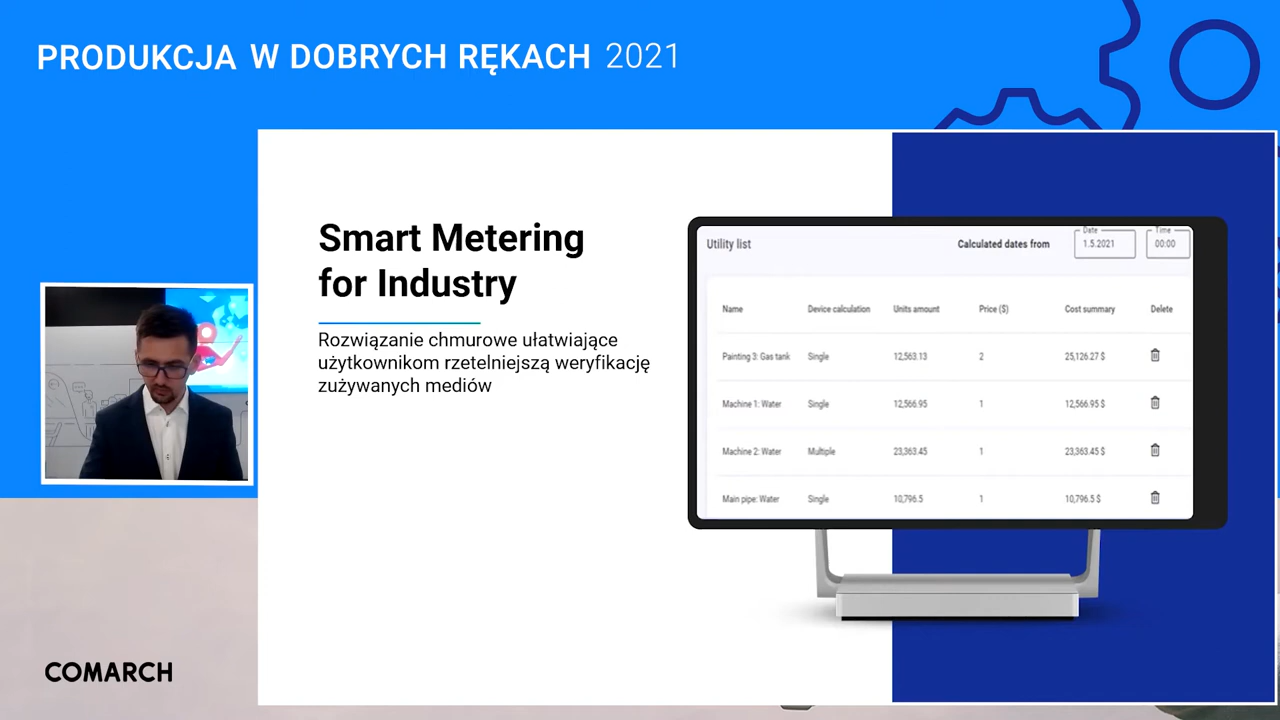 PRODUKCJA W DOBRYCH RĘKACH 2021
Smart Metering
for Industry
Rozwiązanie chmurowe ułatwiające
użytkownikom rzetelniejszą weryfikację
zużywanych mediów
Utility list
Calculated dates from
Date
1.5.2021
Time
00:00
Name Device calculation Units amount Price ($) Cost summary Delete
Painting 3: Gas tank Single 12,563.13 2 25,126.27 $
Machine 1: Water Single 12,566.95 1 12,566.95 $
Machine 2: Water Multiple 23,363.45 1 23,363.45 $
Main pipe: Water Single 10,796.5 1 10,796.5 $
COMARCH